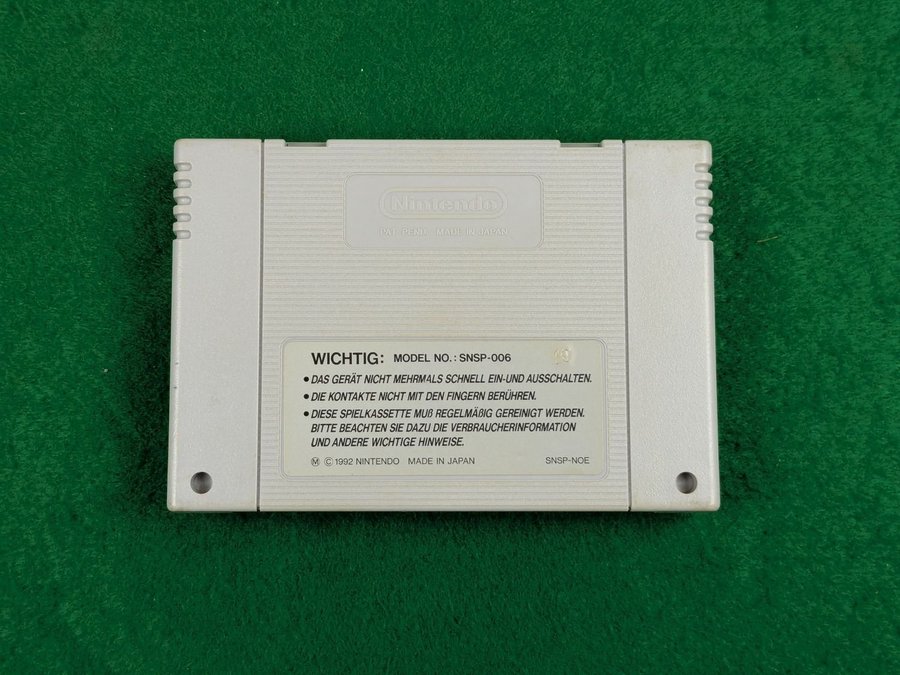 Nintendo
PAT. PEND. MADE IN JAPAN
WICHTIG: MODEL NO.: SNSP-006
• DAS GERÄT NICHT MEHRMALS SCHNELL EIN-UND AUSSCHALTEN.
• DIE KONTAKTE NICHT MIT DEN FINGERN BERÜHREN.
• DIESE SPIELKASSETTE MUß REGELMÄßIG GEREINIGT WERDEN.
BITTE BEACHTEN SIE DAZU DIE VERBRAUCHERINFORMATION
UND ANDERE WICHTIGE HINWEISE.
Ⓜ © 1992 NINTENDO MADE IN JAPAN SNSP-NOE